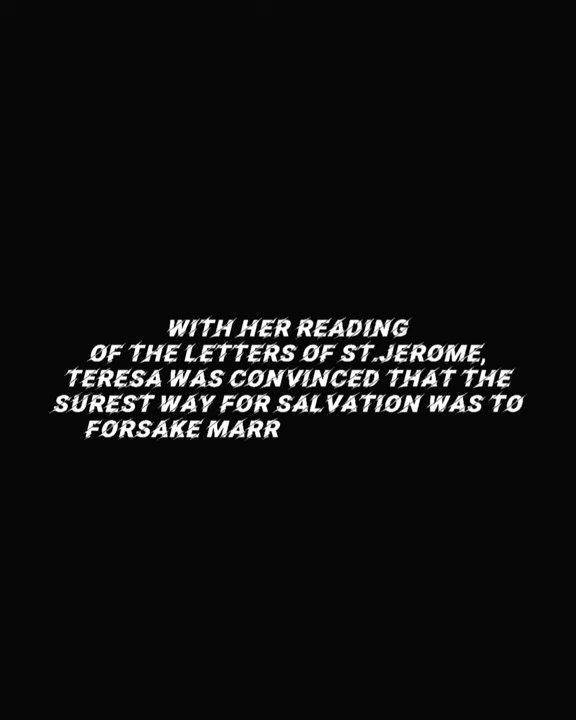 WITH HER READING
OF THE LETTERS OF ST.JEROME,
TERESA WAS CONVINCED THAT THE
SUREST WAY FOR SALVATION WAS TO
FORSAKE MARR